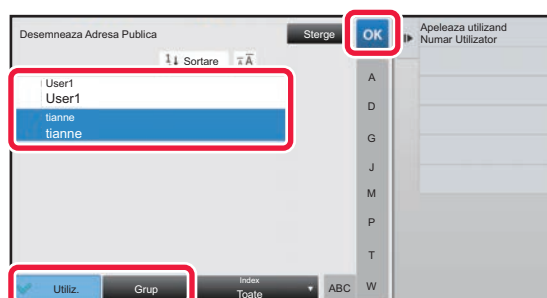 Desemneaza Adresa Publica
Sterge
OK
Apeleaza utilizand
Numar Utilizator
Sortare
User1
User1
tianne
tianne
A
D
G
J
M
P
T
W
Utiliz.
Grup
Index
Toate
ABC